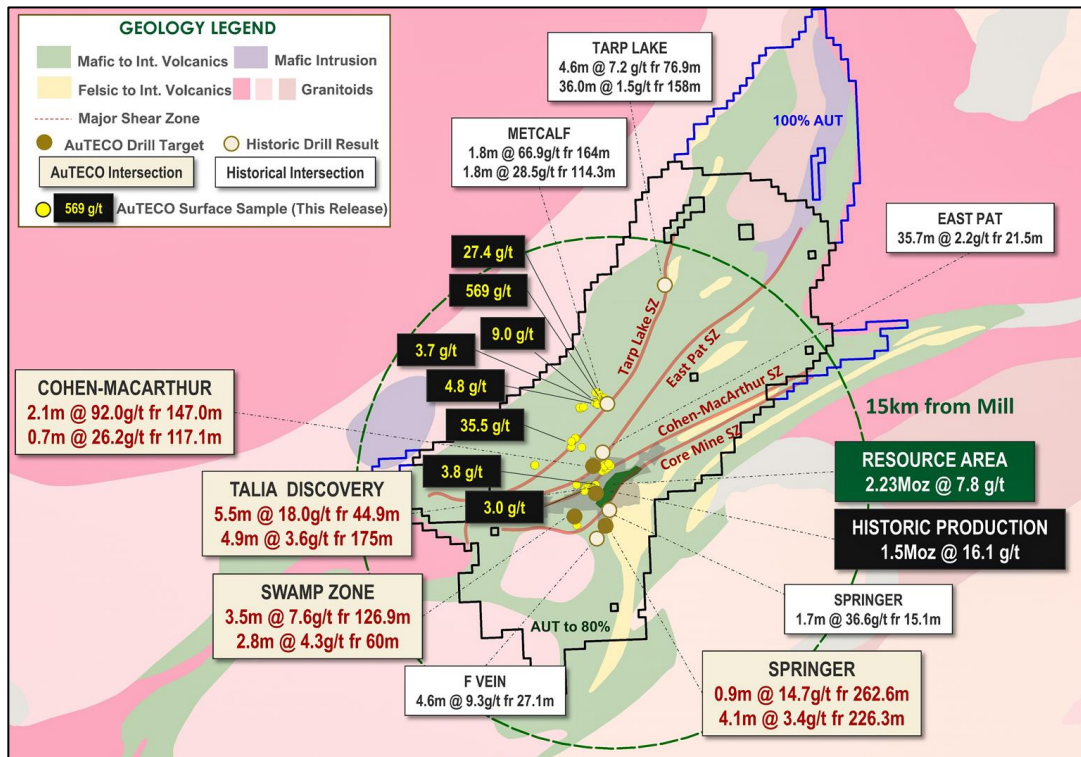 GEOLOGY LEGEND
Mafic to Int. Volcanics
Mafic Intrusion
Felsic to Int. Volcanics
Granitoids
Major Shear Zone
AuTECO Drill Target
Historic Drill Result
AuTECO Intersection
Historical Intersection
569 g/t
AuTECO Surface Sample (This Release)
TARP LAKE
4.6m @ 7.2 g/t fr 76.9m
36.0m @ 1.5g/t fr 158m
METCALF
1.8m @ 66.9g/t fr 164m
1.8m @ 28.5g/t fr 114.3m
100% AUT
EAST PAT
35.7m @ 2.2g/t fr 21.5m
27.4 g/t
569 g/t
9.0 g/t
3.7 g/t
4.8 g/t
35.5 g/t
3.8 g/t
3.0 g/t
Tarp Lake SZ
East Pat SZ
Cohen-MacArthur SZ
Core Mine SZ
15km from Mill
COHEN-MACARTHUR
2.1m @ 92.0g/t fr 147.0m
0.7m @ 26.2g/t fr 117.1m
TALIA DISCOVERY
5.5m @ 18.0g/t fr 44.9m
4.9m @ 3.6g/t fr 175m
RESOURCE AREA
2.23Moz @ 7.8 g/t
HISTORIC PRODUCTION
1.5Moz @ 16.1 g/t
SWAMP ZONE
3.5m @ 7.6g/t fr 126.9m
2.8m @ 4.3g/t fr 60m
SPRINGER
1.7m @ 36.6g/t fr 15.1m
AUT to 80%
F VEIN
4.6m @ 9.3g/t fr 27.1m
SPRINGER
0.9m @ 14.7g/t fr 262.6m
4.1m @ 3.4g/t fr 226.3m